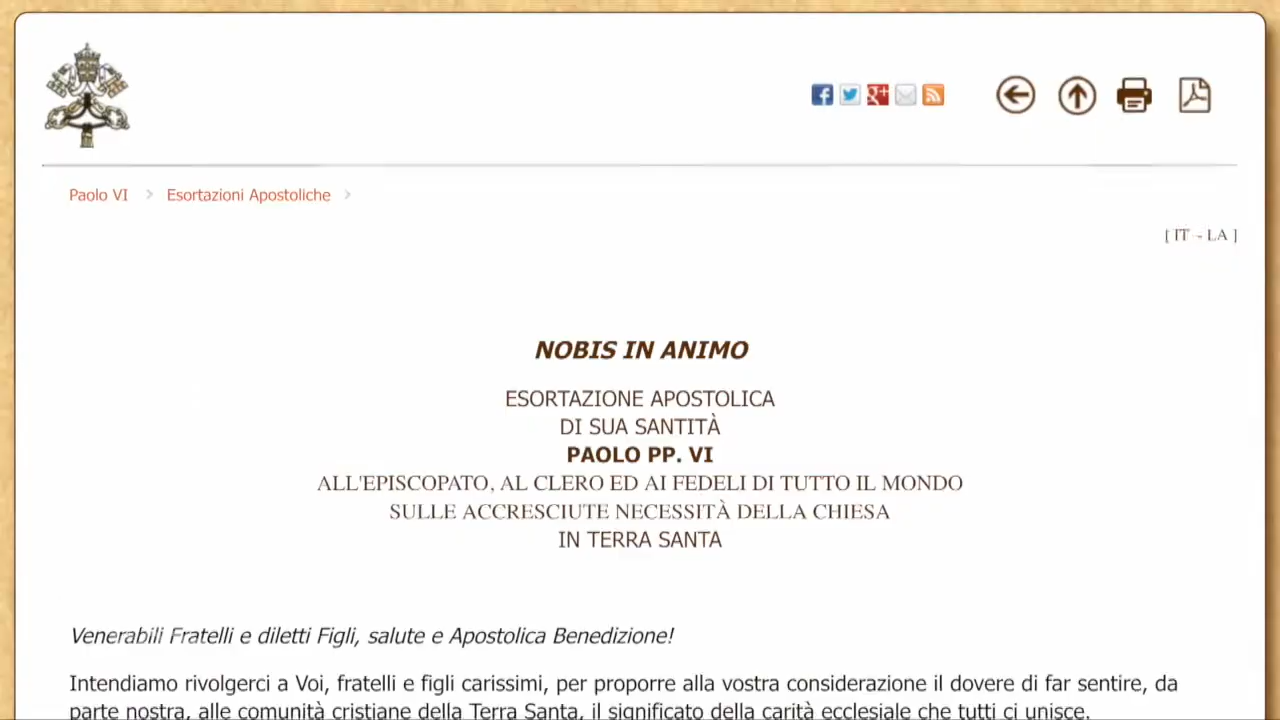 Paolo VI > Esortazioni Apostoliche >
[ IT - LA ]
NOBIS IN ANIMO
ESORTAZIONE APOSTOLICA
DI SUA SANTITÀ
PAOLO PP. VI
ALL'EPISCOPATO, AL CLERO ED AI FEDELI DI TUTTO IL MONDO
SULLE ACCRESCIUTE NECESSITÀ DELLA CHIESA
IN TERRA SANTA
Venerabili Fratelli e diletti Figli, salute e Apostolica Benedizione!
Intendiamo rivolgerci a Voi, fratelli e figli carissimi, per proporre alla vostra considerazione il dovere di far sentire, da
parte nostra, alle comunità cristiane della Terra Santa, il significato della carità ecclesiale che tutti ci unisce.